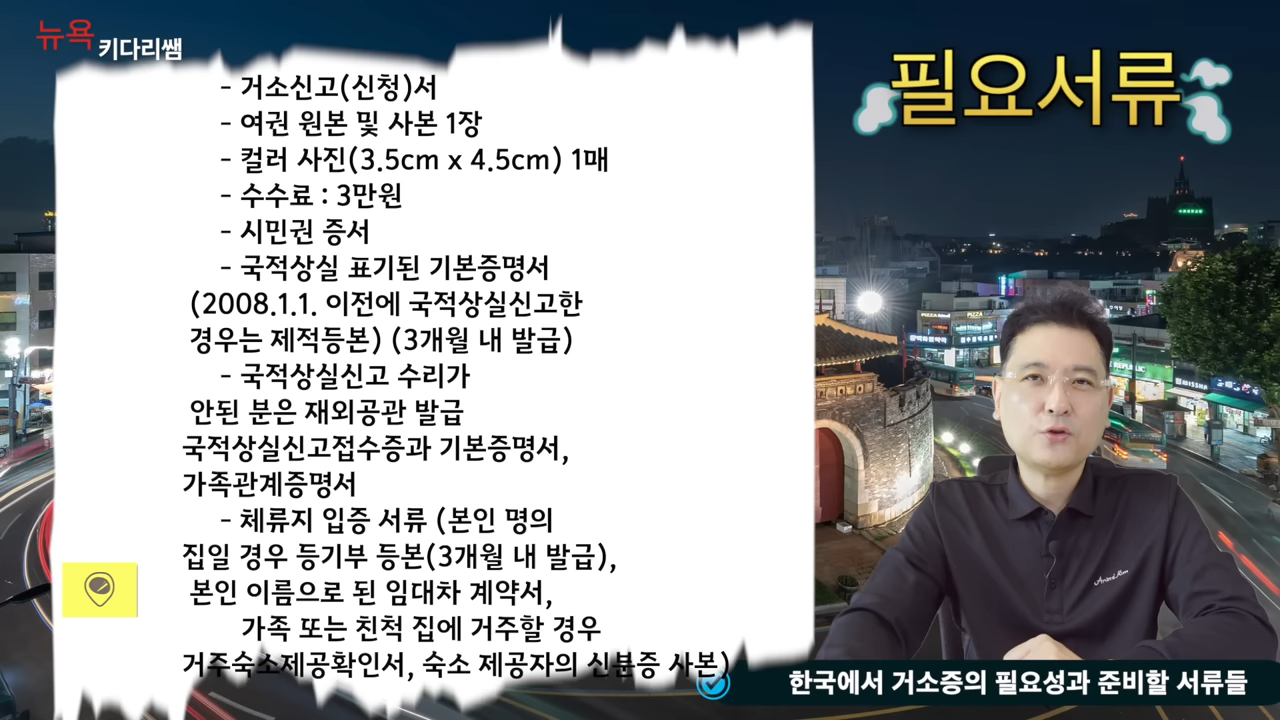 뉴욕 키다리쌤
필요서류
- 거소신고(신청)서
- 여권 원본 및 사본 1장
- 컬러 사진(3.5cm x 4.5cm) 1매
- 수수료 : 3만원
- 시민권 증서
- 국적상실 표기된 기본증명서
(2008.1.1. 이전에 국적상실신고한
경우는 제적등본) (3개월 내 발급)
- 국적상실신고 수리가
안된 분은 재외공관 발급
국적상실신고접수증과 기본증명서,
가족관계증명서
- 체류지 입증 서류 (본인 명의
집일 경우 등기부 등본(3개월 내 발급),
본인 이름으로 된 임대차 계약서,
가족 또는 친척 집에 거주할 경우
거주숙소제공확인서, 숙소 제공자의 신분증 사본)
PIZZA
한국에서 거소증의 필요성과 준비할 서류들